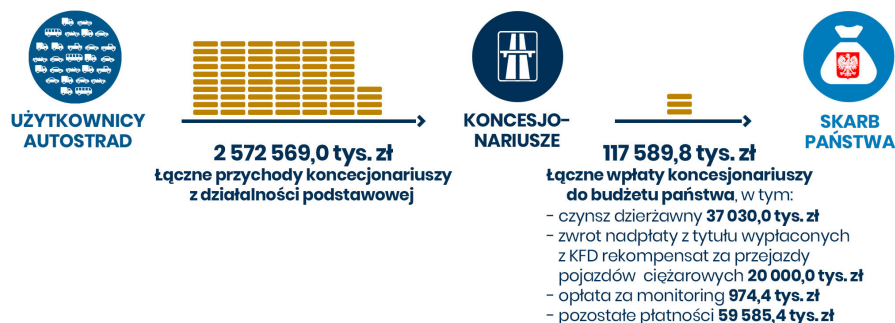 UŻYTKOWNICY
AUTOSTRAD
2 572 569,0 tys. zł
Łączne przychody koncecjonariuszy
z działalności podstawowej
KONCESJO-
NARIUSZE
117 589,8 tys. zł
Łączne wpłaty koncesjonariuszy
do budżetu państwa, w tym:
- czynsz dzierżawny 37 030,0 tys. zł
- zwrot nadpłaty z tytułu wypłaconych
z KFD rekompensat za przejazdy
pojazdów ciężarowych 20 000,0 tys. zł
- opłata za monitoring 974,4 tys. zł
- pozostałe płatności 59 585,4 tys. zł
SKARB
PAŃSTWA